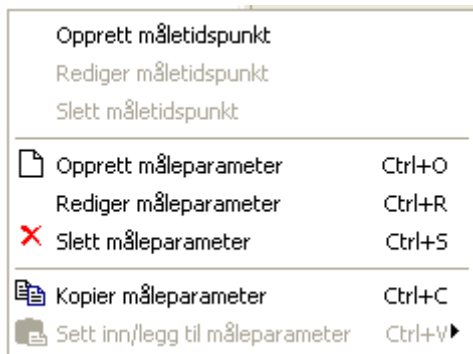 Opprett måletidspunkt
Rediger måletidspunkt
Slett måletidspunkt
Opprett måleparameter Ctrl+O
Rediger måleparameter Ctrl+R
Slett måleparameter Ctrl+S
Kopier måleparameter Ctrl+C
Sett inn/legg til måleparameter Ctrl+V